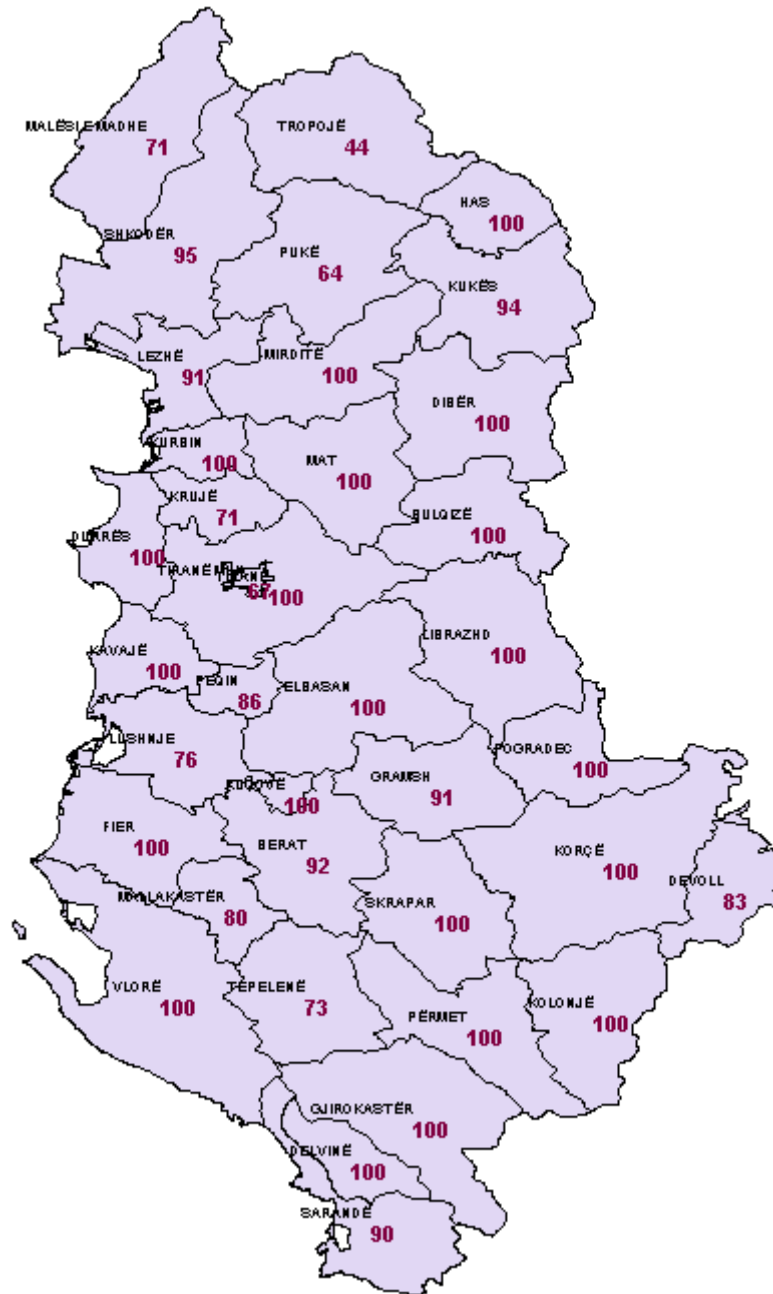 MALËSI E MADHE
71
TROPOJË
44
HAS
100
SHKODËR
95
PUKË
64
KUKËS
94
LEZHË
91
MIRDITË
100
DIBËR
100
KURBIN
100
MAT
100
KRUJË
71
BULQIZË
100
DURRËS
100
67
100
LIBRAZHD
100
KAVAJË
100
PEQIN
86
ELBASAN
100
LUSHNJE
76
POGRADEC
100
KUÇOVË
100
GRAMSH
91
FIER
100
BERAT
92
KORÇË
100
DEVOLL
83
MALLAKASTËR
80
SKRAPAR
100
VLORË
100
TEPELENË
73
PËRMET
100
KOLONJË
100
GJIROKASTËR
100
DELVINË
100
SARANDË
90